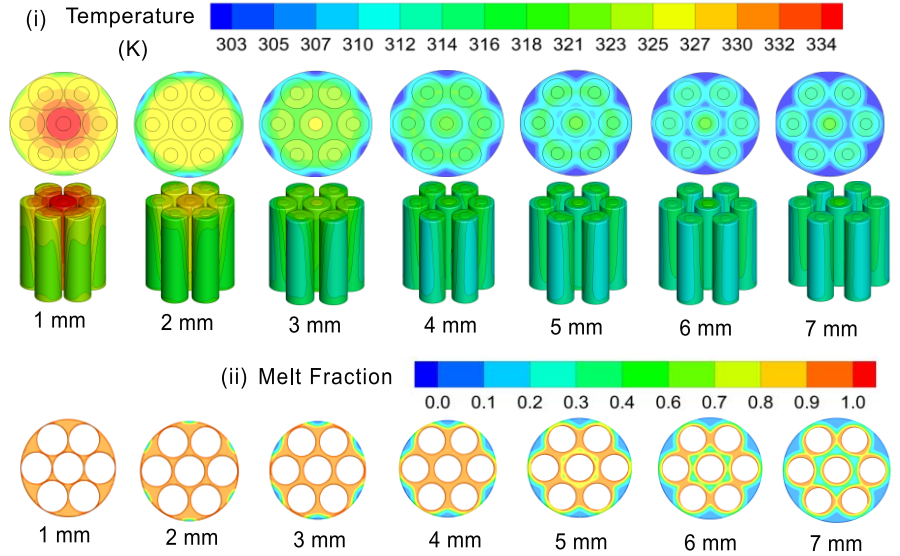 (i) Temperature
(K)
303 305 307 310 312 314 316 318 321 323 325 327 330 332 334
1 mm 2 mm 3 mm 4 mm 5 mm 6 mm 7 mm
(ii) Melt Fraction
0.0 0.1 0.2 0.3 0.4 0.6 0.7 0.8 0.9 1.0
1 mm 2 mm 3 mm 4 mm 5 mm 6 mm 7 mm